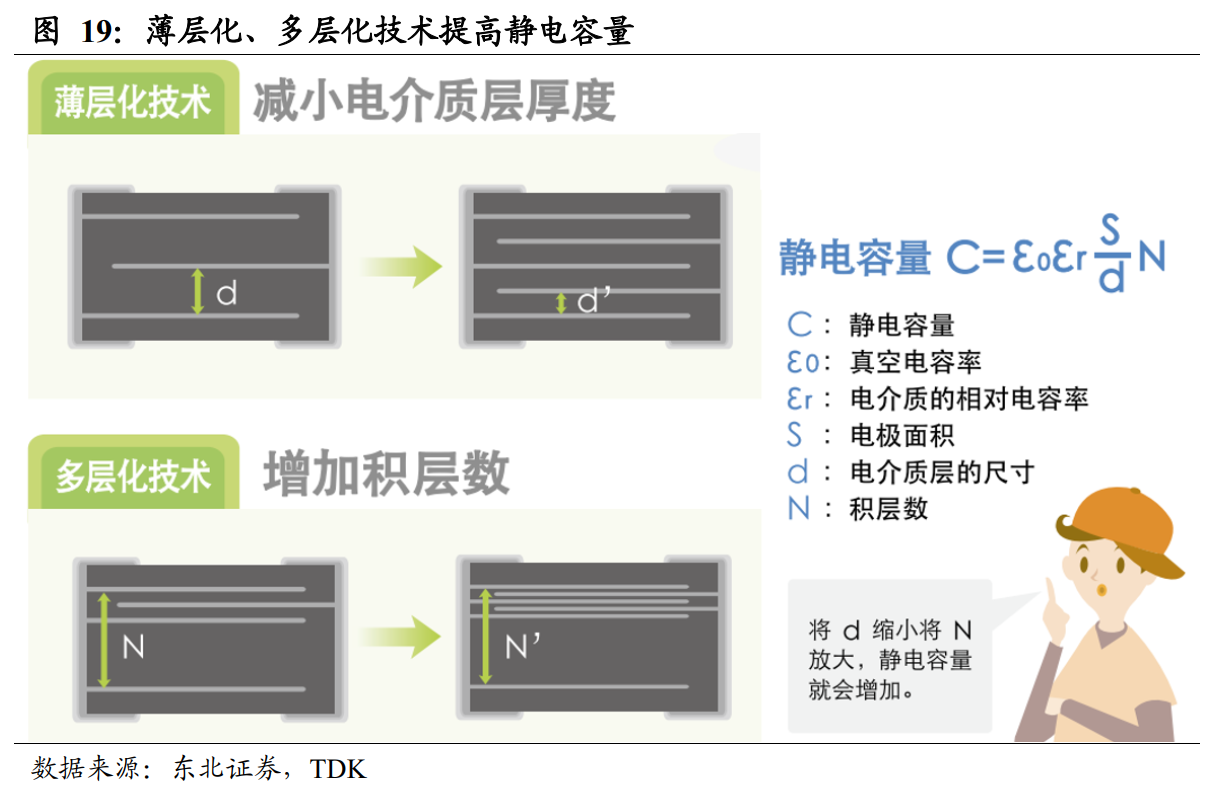 图 19：薄层化、多层化技术提高静电容量
薄层化技术 减小电介质层厚度
d
d’
静电容量 C=ε0εr S/d N
C： 静电容量
ε0： 真空电容率
εr： 电介质的相对电容率
S： 电极面积
d： 电介质层的尺寸
N： 积层数
多层化技术 增加积层数
N
N’
将 d 缩小将 N
放大，静电容量
就会增加。
数据来源：东北证券，TDK